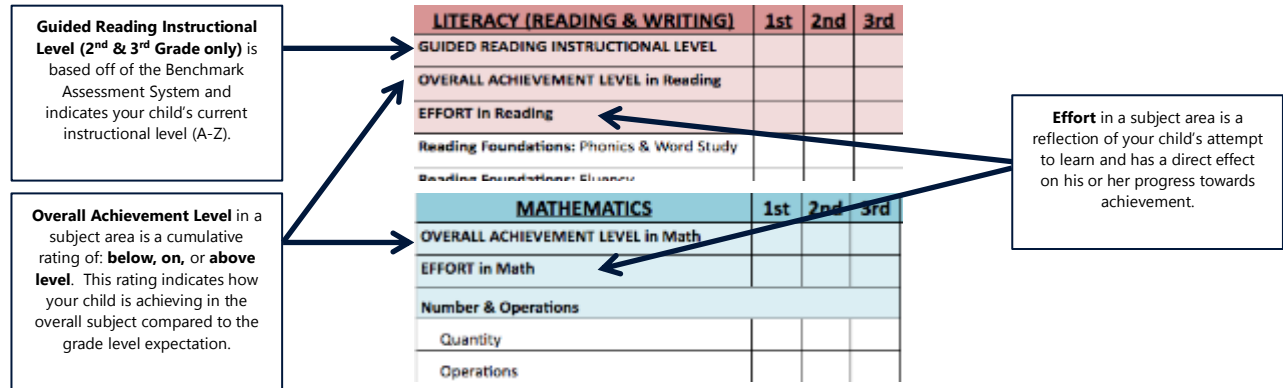 Guided Reading Instructional
Level (2nd & 3rd Grade only) is
based off of the Benchmark
Assessment System and
indicates your child's current
instructional level (A-Z).
Overall Achievement Level in a
subject area is a cumulative
rating of: below, on, or above
level. This rating indicates how
your child is achieving in the
overall subject compared to the
grade level expectation.
LITERACY (READING & WRITING) 1st 2nd 3rd
GUIDED READING INSTRUCTIONAL LEVEL
OVERALL ACHIEVEMENT LEVEL in Reading
EFFORT in Reading
Reading Foundations: Phonics & Word Study
Reading Foundations: Fluency
MATHEMATICS 1st 2nd 3rd
OVERALL ACHIEVEMENT LEVEL in Math
EFFORT in Math
Number & Operations
Quantity
Operations
Effort in a subject area is a
reflection of your child's attempt
to learn and has a direct effect
on his or her progress towards
achievement.